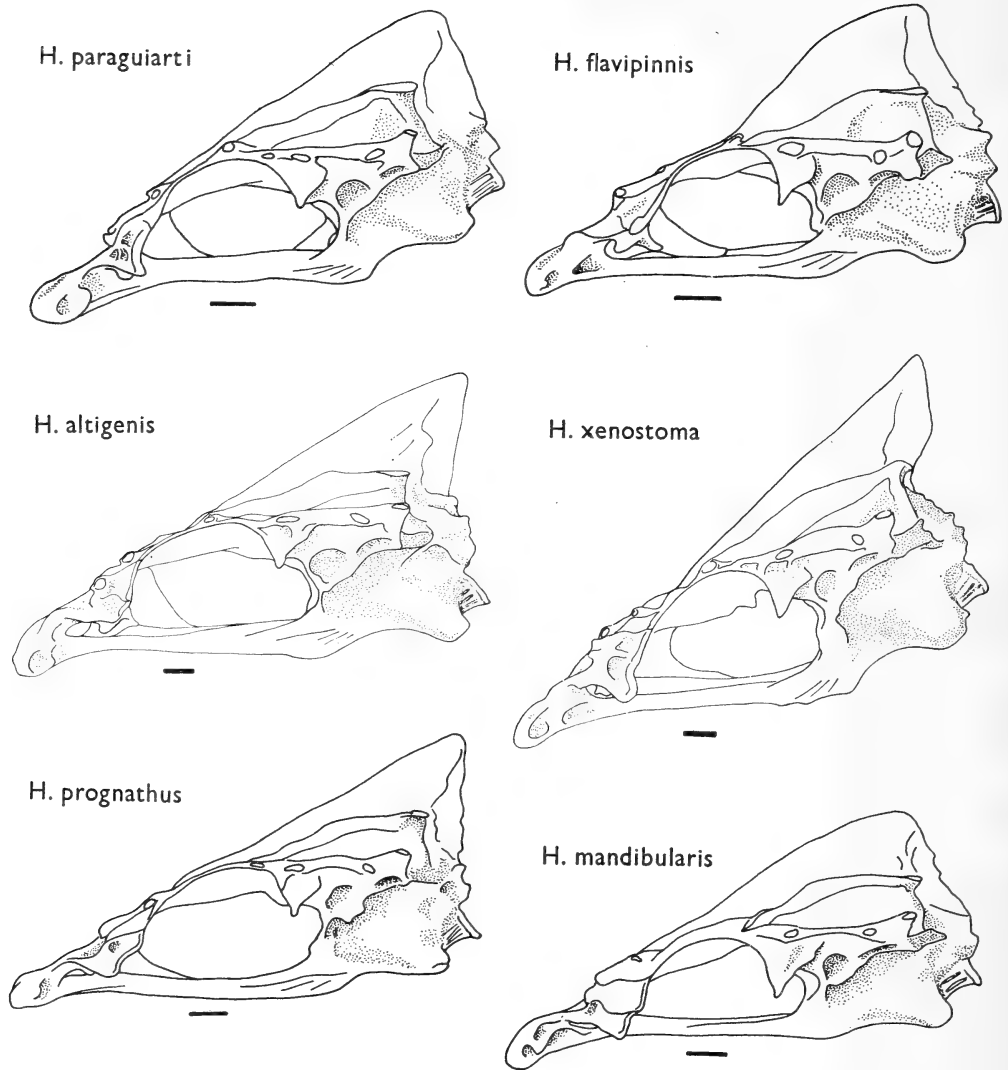 H. paraguiarti
H. flavipinnis
H. altigenis
H. xenostoma
H. prognathus
H. mandibularis